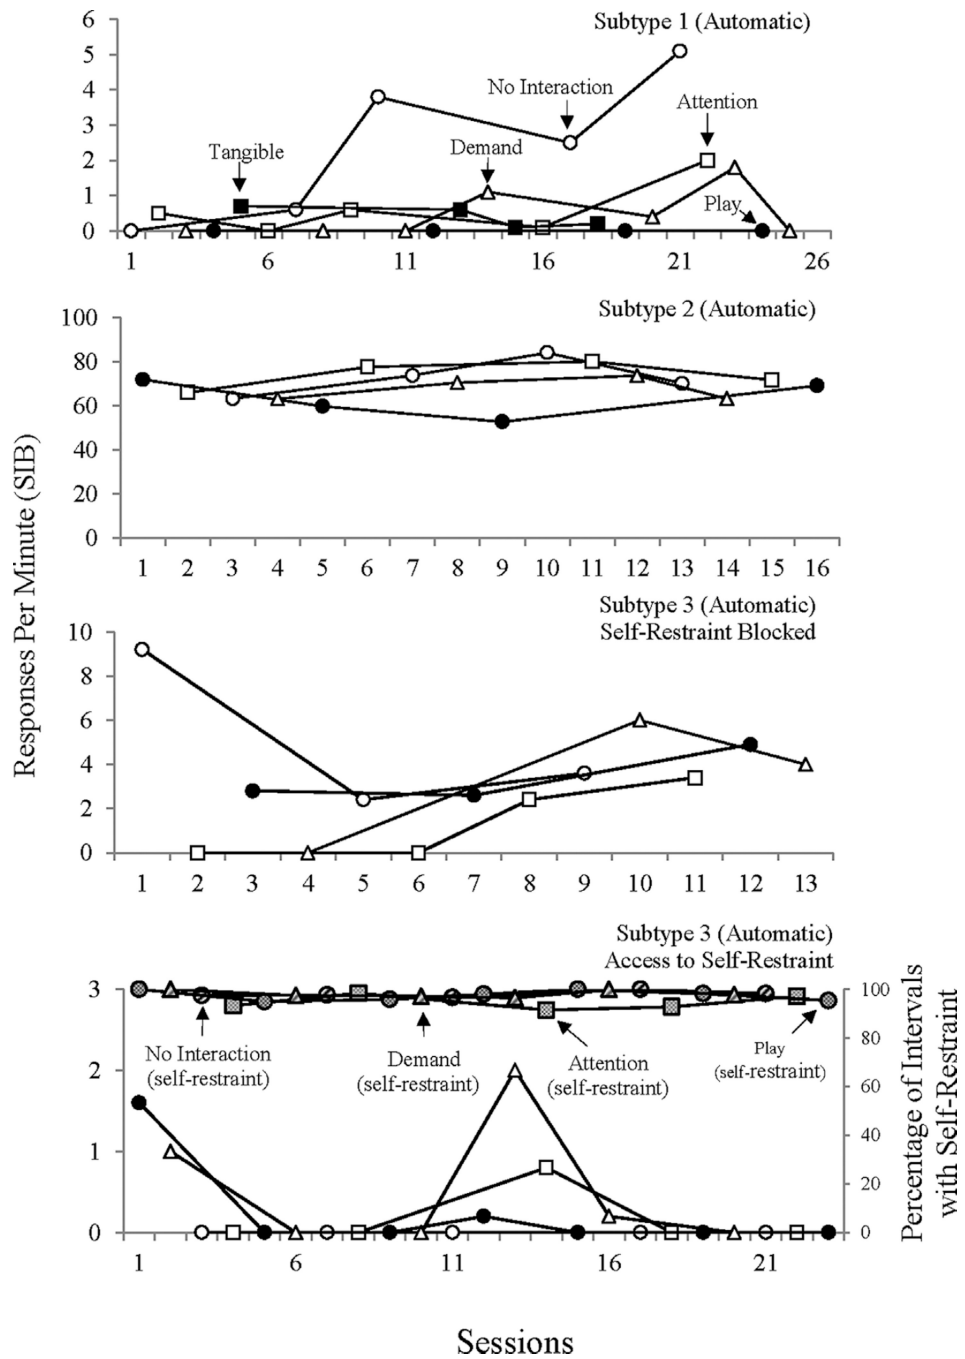 Responses Per Minute (SIB)
Subtype 1 (Automatic)
6
5
4
3
2
1
0
No Interaction
Attention
Tangible
Demand
Play
1 6 11 16 21 26
Subtype 2 (Automatic)
100
80
60
40
20
0
1 2 3 4 5 6 7 8 9 10 11 12 13 14 15 16
Subtype 3 (Automatic)
Self-Restraint Blocked
10
8
6
4
2
0
1 2 3 4 5 6 7 8 9 10 11 12 13
Subtype 3 (Automatic)
Access to Self-Restraint
3
2
1
0
100
80
60
40
20
0
No Interaction
(self-restraint)
Demand
(self-restraint)
Attention
(self-restraint)
Play
(self-restraint)
1 6 11 16 21
Percentage of Intervals
with Self-Restraint
Sessions